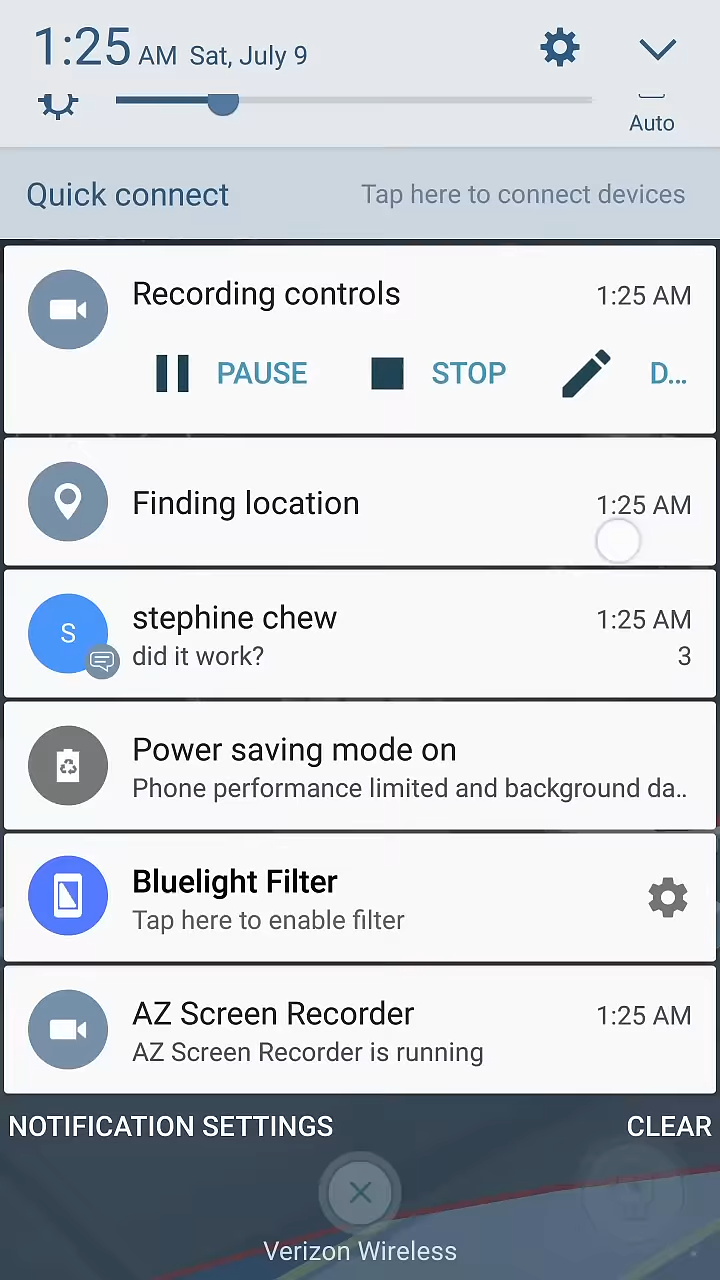 1:25 AM Sat, July 9
Auto
Quick connect Tap here to connect devices
Recording controls 1:25 AM
PAUSE STOP D...
Finding location 1:25 AM
S stephine chew 1:25 AM
did it work? 3
Power saving mode on
Phone performance limited and background da..
Bluelight Filter
Tap here to enable filter
AZ Screen Recorder 1:25 AM
AZ Screen Recorder is running
NOTIFICATION SETTINGS CLEAR
Verizon Wireless